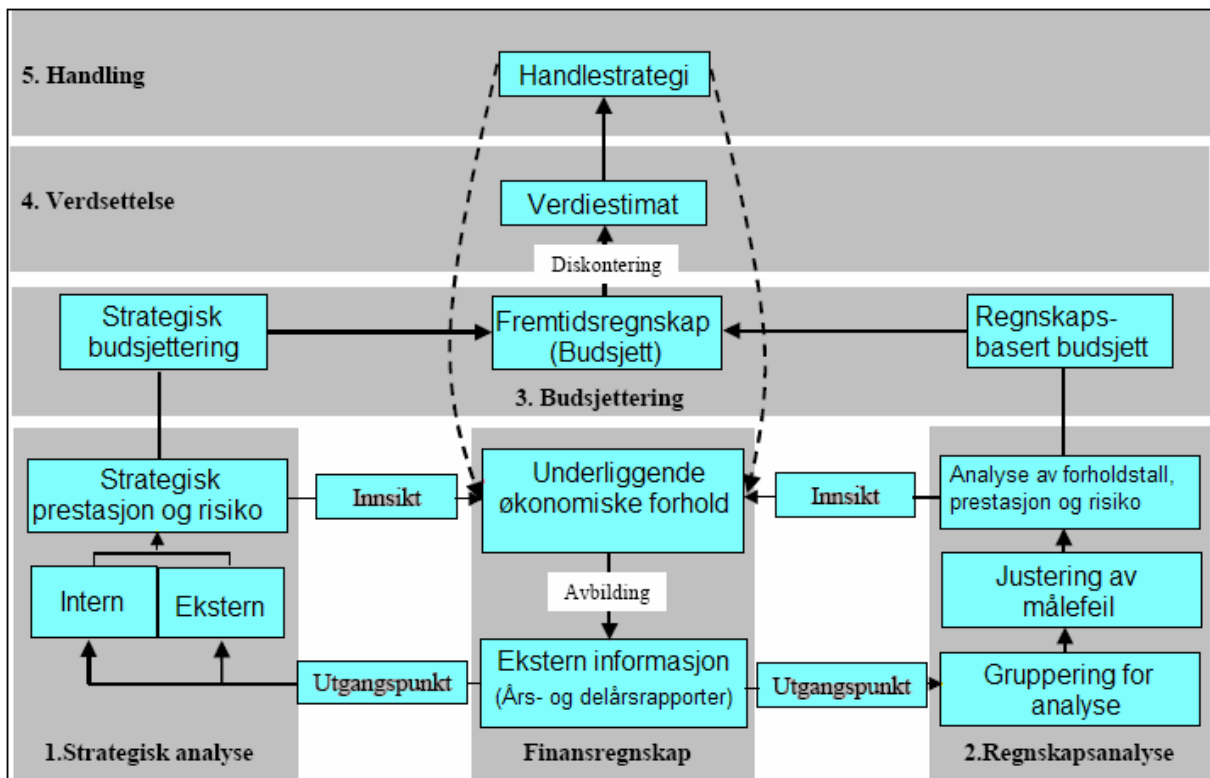 5. Handling
Handlestrategi
4. Verdsettelse
Verdiestimat
Diskontering
Strategisk
budsjettering
Fremtidsregnskap
(Budsjett)
Regnskaps-
basert budsjett
3. Budsjettering
Strategisk
prestasjon og risiko
Innsikt
Underliggende
økonomiske forhold
Innsikt
Analyse av forholdstall,
prestasjon og risiko
Intern
Ekstern
Avbilding
Justering av
målefeil
Utgangspunkt
Ekstern informasjon
(Års- og delårsrapporter)
Utgangspunkt
Gruppering for
analyse
1.Strategisk analyse
Finansregnskap
2.Regnskapsanalyse